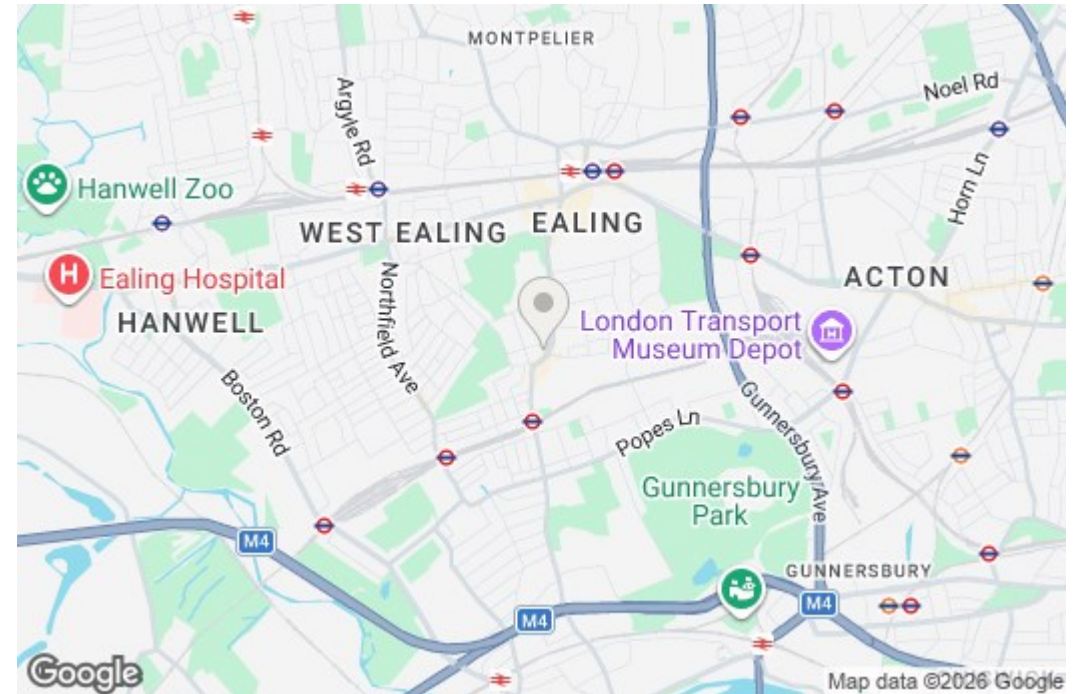 MONTPELIER
Noel Rd
Argyle Rd
Horn Ln
Hanwell Zoo
WEST EALING
EALING
Ealing Hospital
H
ACTON
HANWELL
Northfield Ave
London Transport
Museum Depot
Boston Rd
Gunnersbury Ave
Popes Ln
Gunnersbury
Park
M4
GUNNERSBURY
M4
M4
Google
Map data ©2026 Google